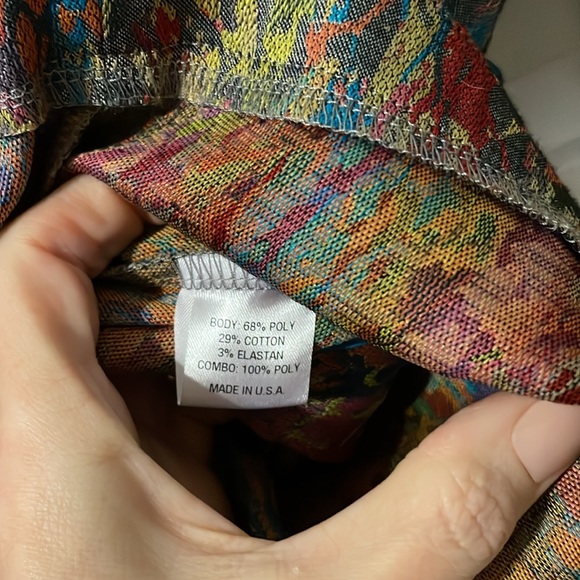 BODY: 68% POLY
29% COTTON
3% ELASTAN
COMBO: 100% POLY
MADE IN U.S.A